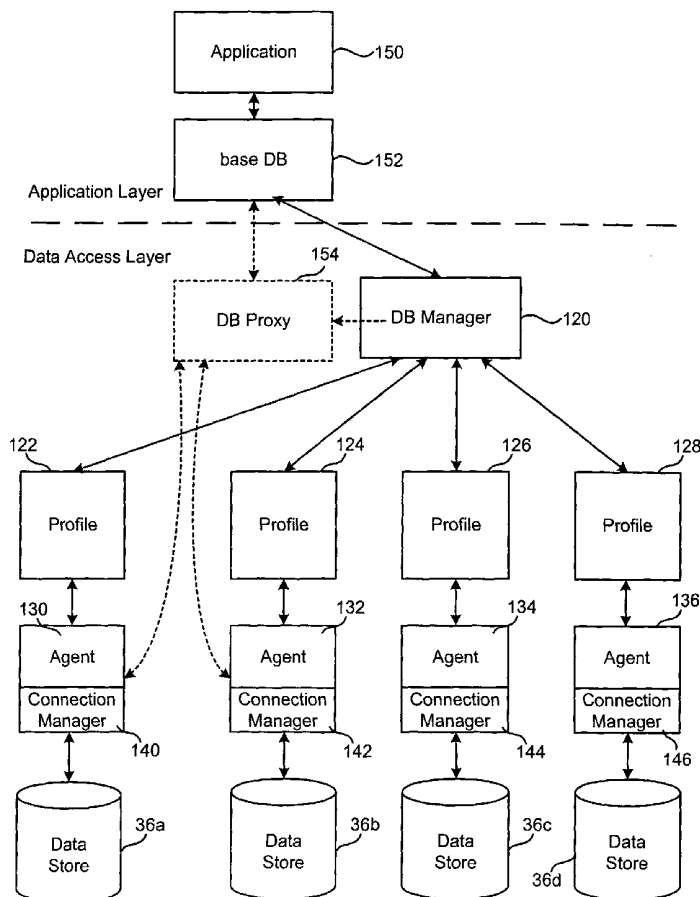 Application
150
base DB
152
Application Layer
Data Access Layer
154
DB Proxy
DB Manager
120
122
124
126
128
Profile
Profile
Profile
Profile
130
132
134
136
Agent
Agent
Agent
Agent
Connection
Manager
Connection
Manager
Connection
Manager
Connection
Manager
140
142
144
146
36a
36b
36c
36d
Data
Store
Data
Store
Data
Store
Data
Store